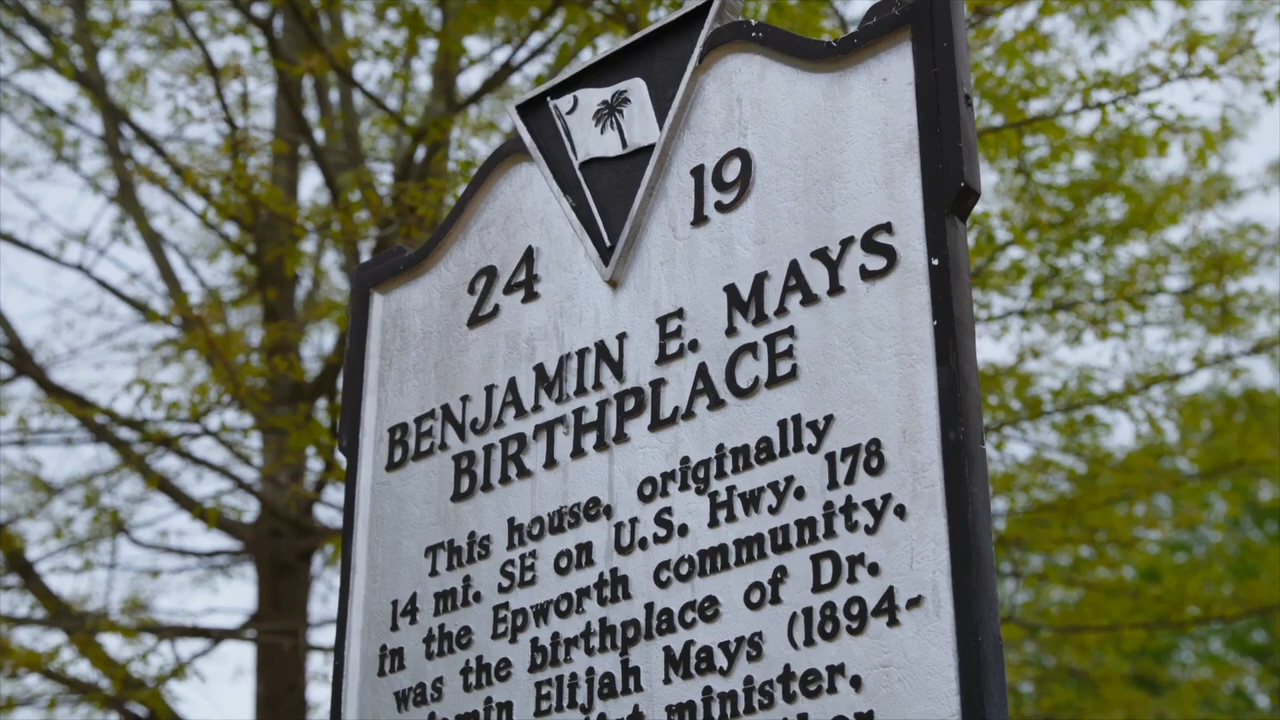 24 19
BENJAMIN E. MAYS
BIRTHPLACE
This house, originally
14 mi. SE on U.S. Hwy. 178
in the Epworth community,
was the birthplace of Dr.
Elijah Mays (1894-
minister,